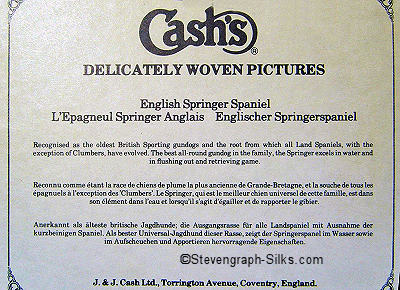 Cash's®
DELICATELY WOVEN PICTURES
English Springer Spaniel
L'Epagneul Springer Anglais Englischer Springerspaniel
Recognised as the oldest British Sporting gundogs and the root from which all Land Spaniels, with the
exception of Clumbers, have evolved. The best all-round gundog in the family, the Springer excels in water and
in flushing out and retrieving game.
Reconnu comme étant la race de chiens de plume la plus ancienne de Grande-Bretagne, et la souche de tous les
épagneuls à l'exception des 'Clumbers'. Le Springer, qui est le meilleur chien universel de cette famille, est dans
son élément dans l'eau et lorsqu'il s'agit d'égailler et de rapporter le gibier.
Anerkannt als älteste britische Jagdhunde; die Ausgangsrasse für alle Landspaniel mit Ausnahme der
kurzbeinigen Spaniel. Als bester Universal-Jagdhund dieser Rasse, zeigt der Springerspaniel im Wasser sowie
im Aufscheuchen und Apportieren hervorragende Eigenschaften.
©Stevengraph-Silks.com
J. & J. Cash Ltd., Torrington Avenue, Coventry, England.